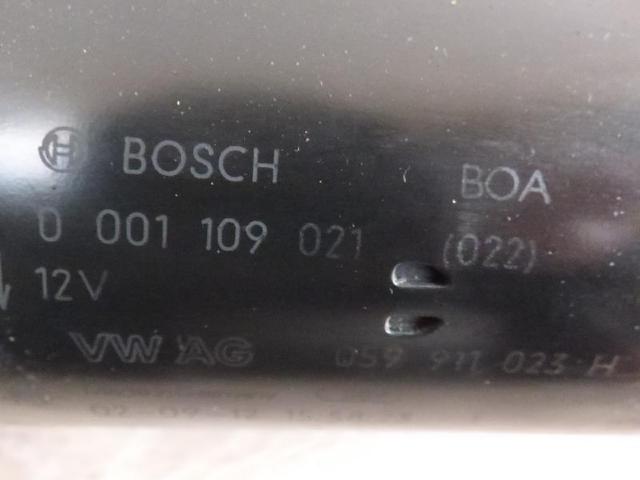 BOSCH BOA
0 001 109 021 (022)
12V
VW AG 059 911 023 H